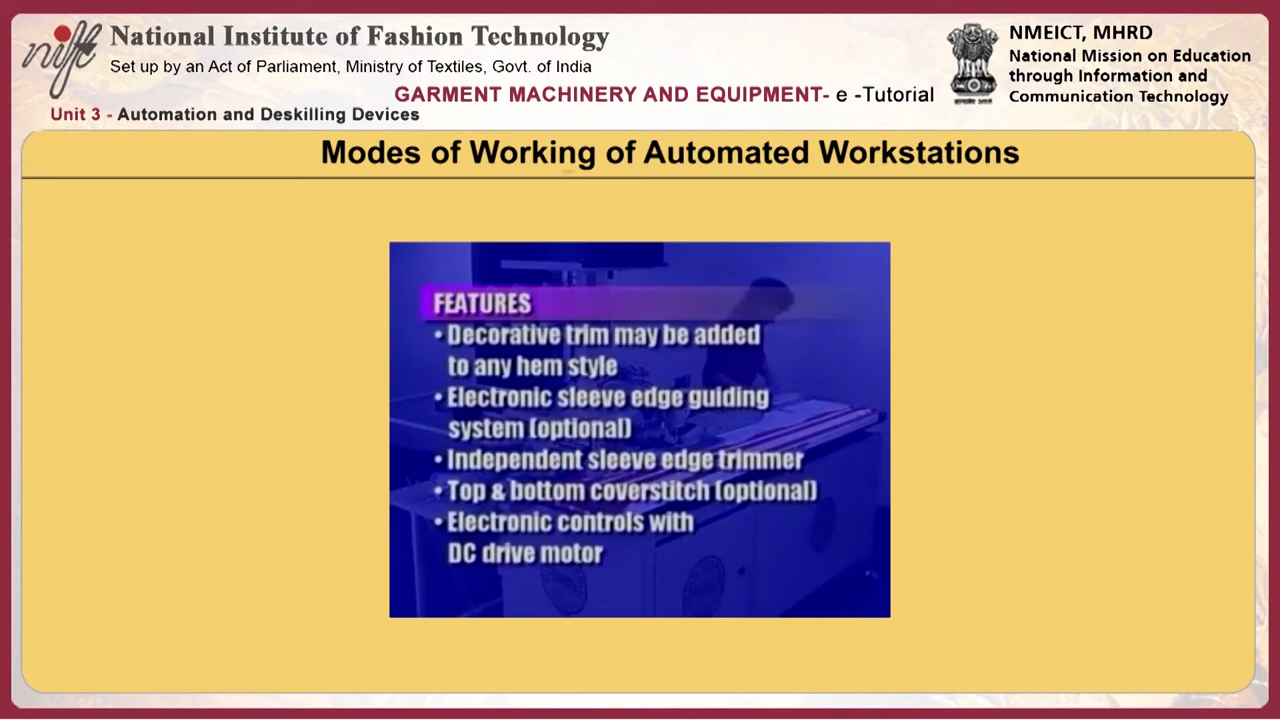 nift
National Institute of Fashion Technology
Set up by an Act of Parliament, Ministry of Textiles, Govt. of India
NMEICT, MHRD
National Mission on Education
through Information and
Communication Technology
GARMENT MACHINERY AND EQUIPMENT- e -Tutorial
Unit 3 - Automation and Deskilling Devices
Modes of Working of Automated Workstations
FEATURES
• Decorative trim may be added
to any hem style
• Electronic sleeve edge guiding
system (optional)
• Independent sleeve edge trimmer
• Top & bottom coverstitch (optional)
• Electronic controls with
DC drive motor